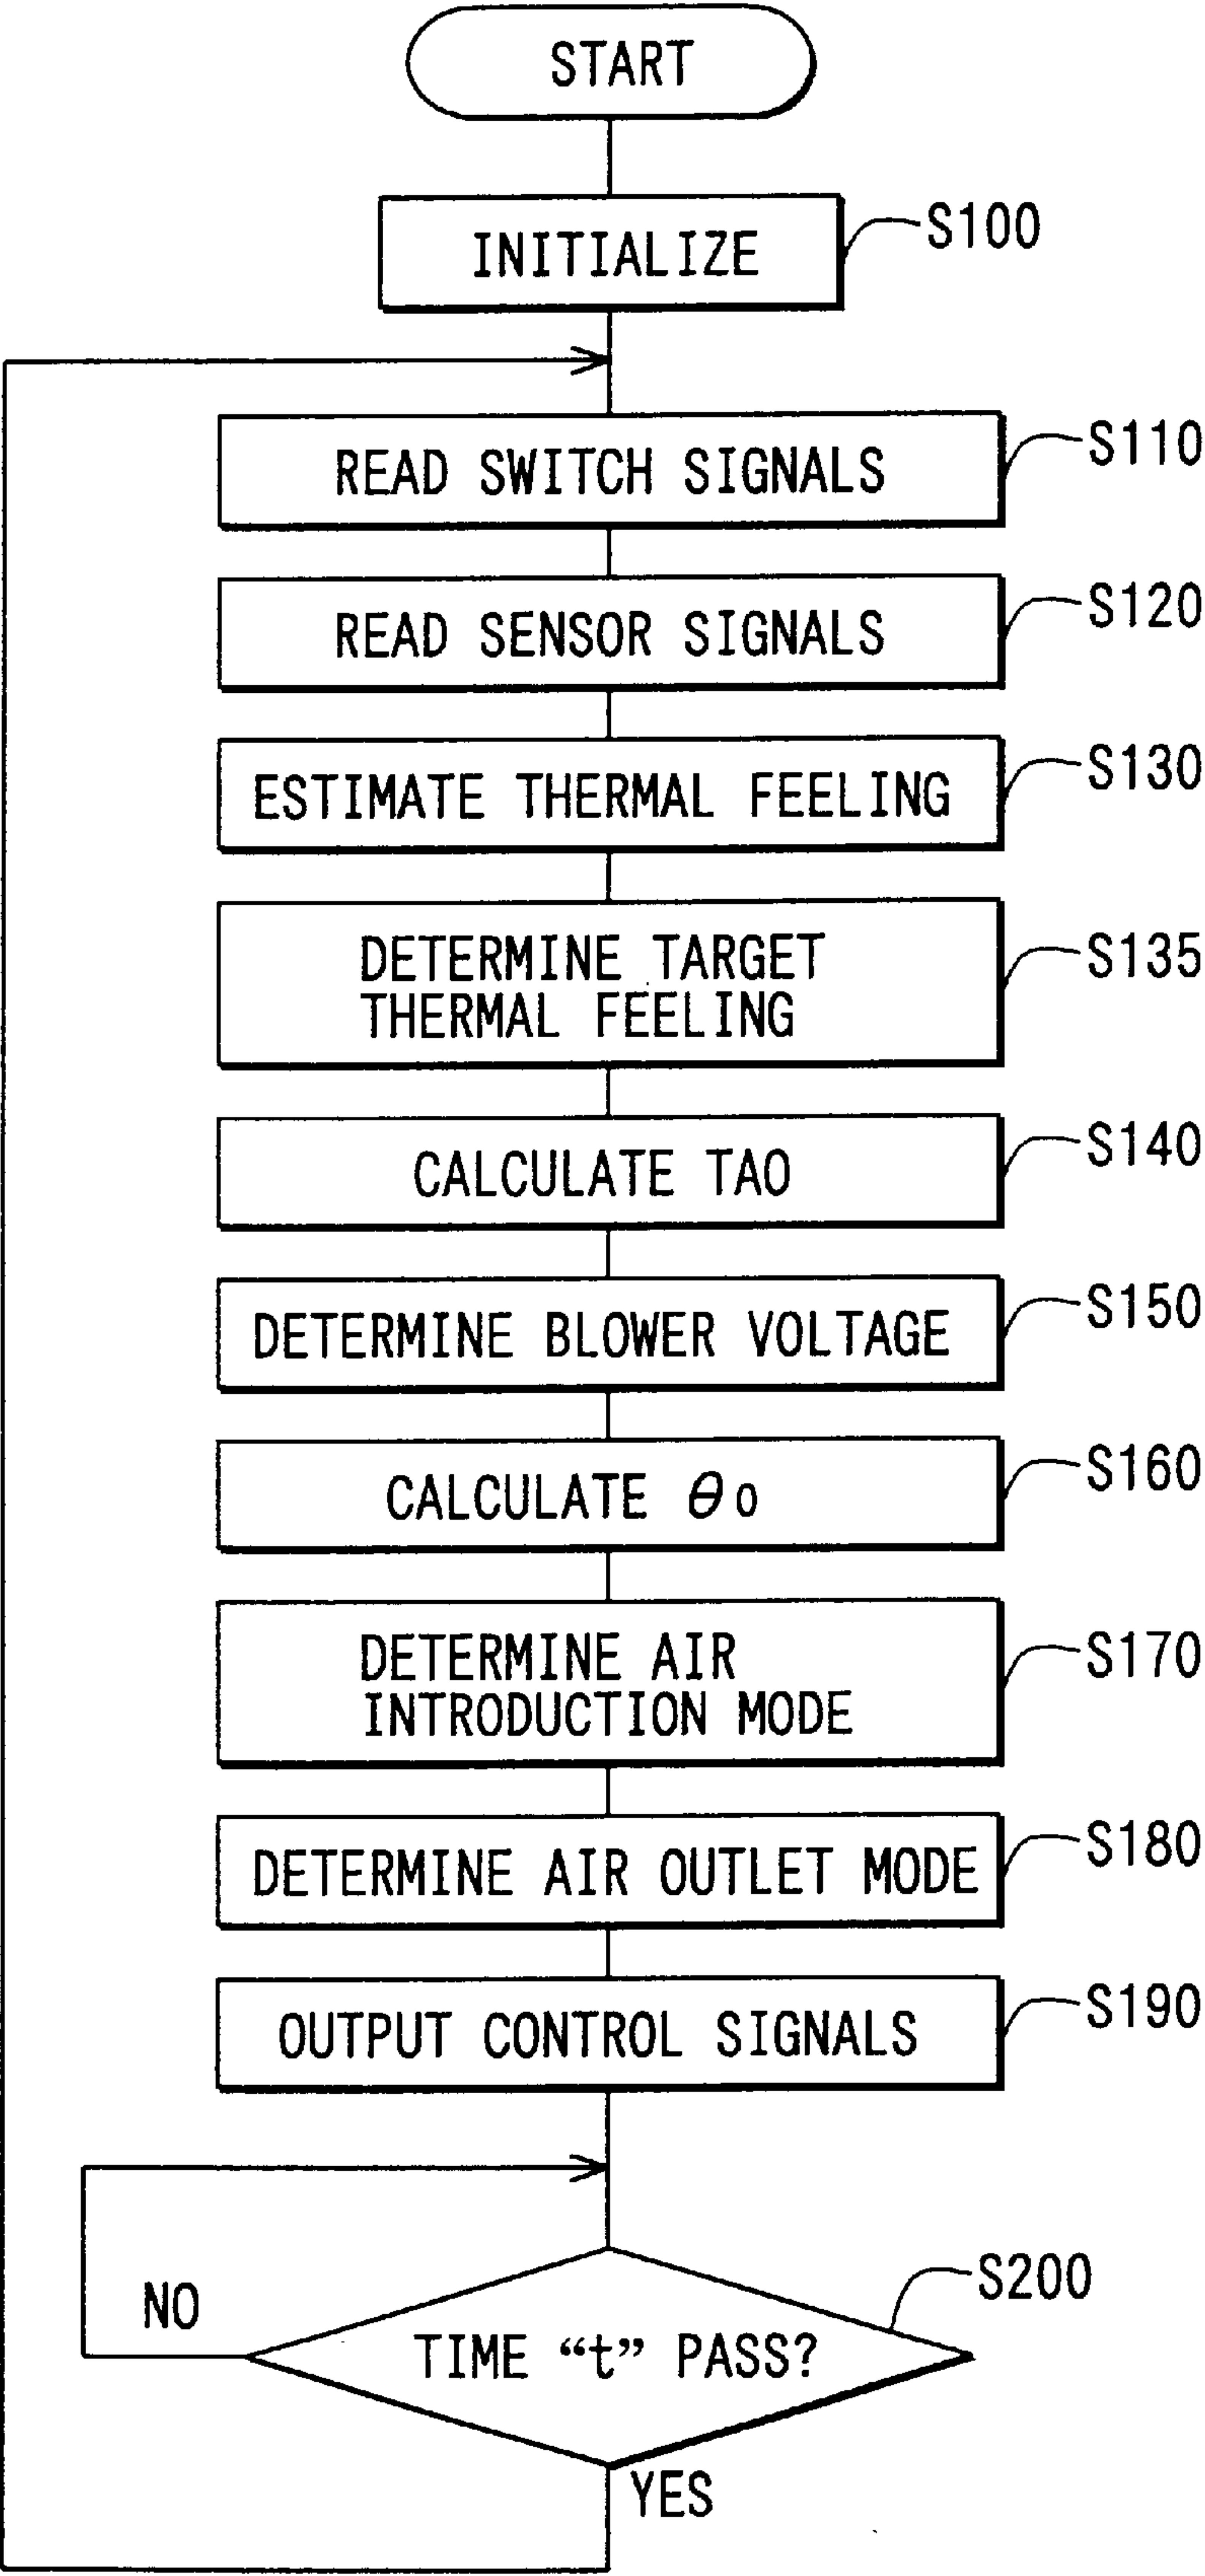 START
INITIALIZE
S100
READ SWITCH SIGNALS
S110
READ SENSOR SIGNALS
S120
ESTIMATE THERMAL FEELING
S130
DETERMINE TARGET
THERMAL FEELING
S135
CALCULATE TAO
S140
DETERMINE BLOWER VOLTAGE
S150
CALCULATE θ0
S160
DETERMINE AIR
INTRODUCTION MODE
S170
DETERMINE AIR OUTLET MODE
S180
OUTPUT CONTROL SIGNALS
S190
NO
TIME “t” PASS?
S200
YES